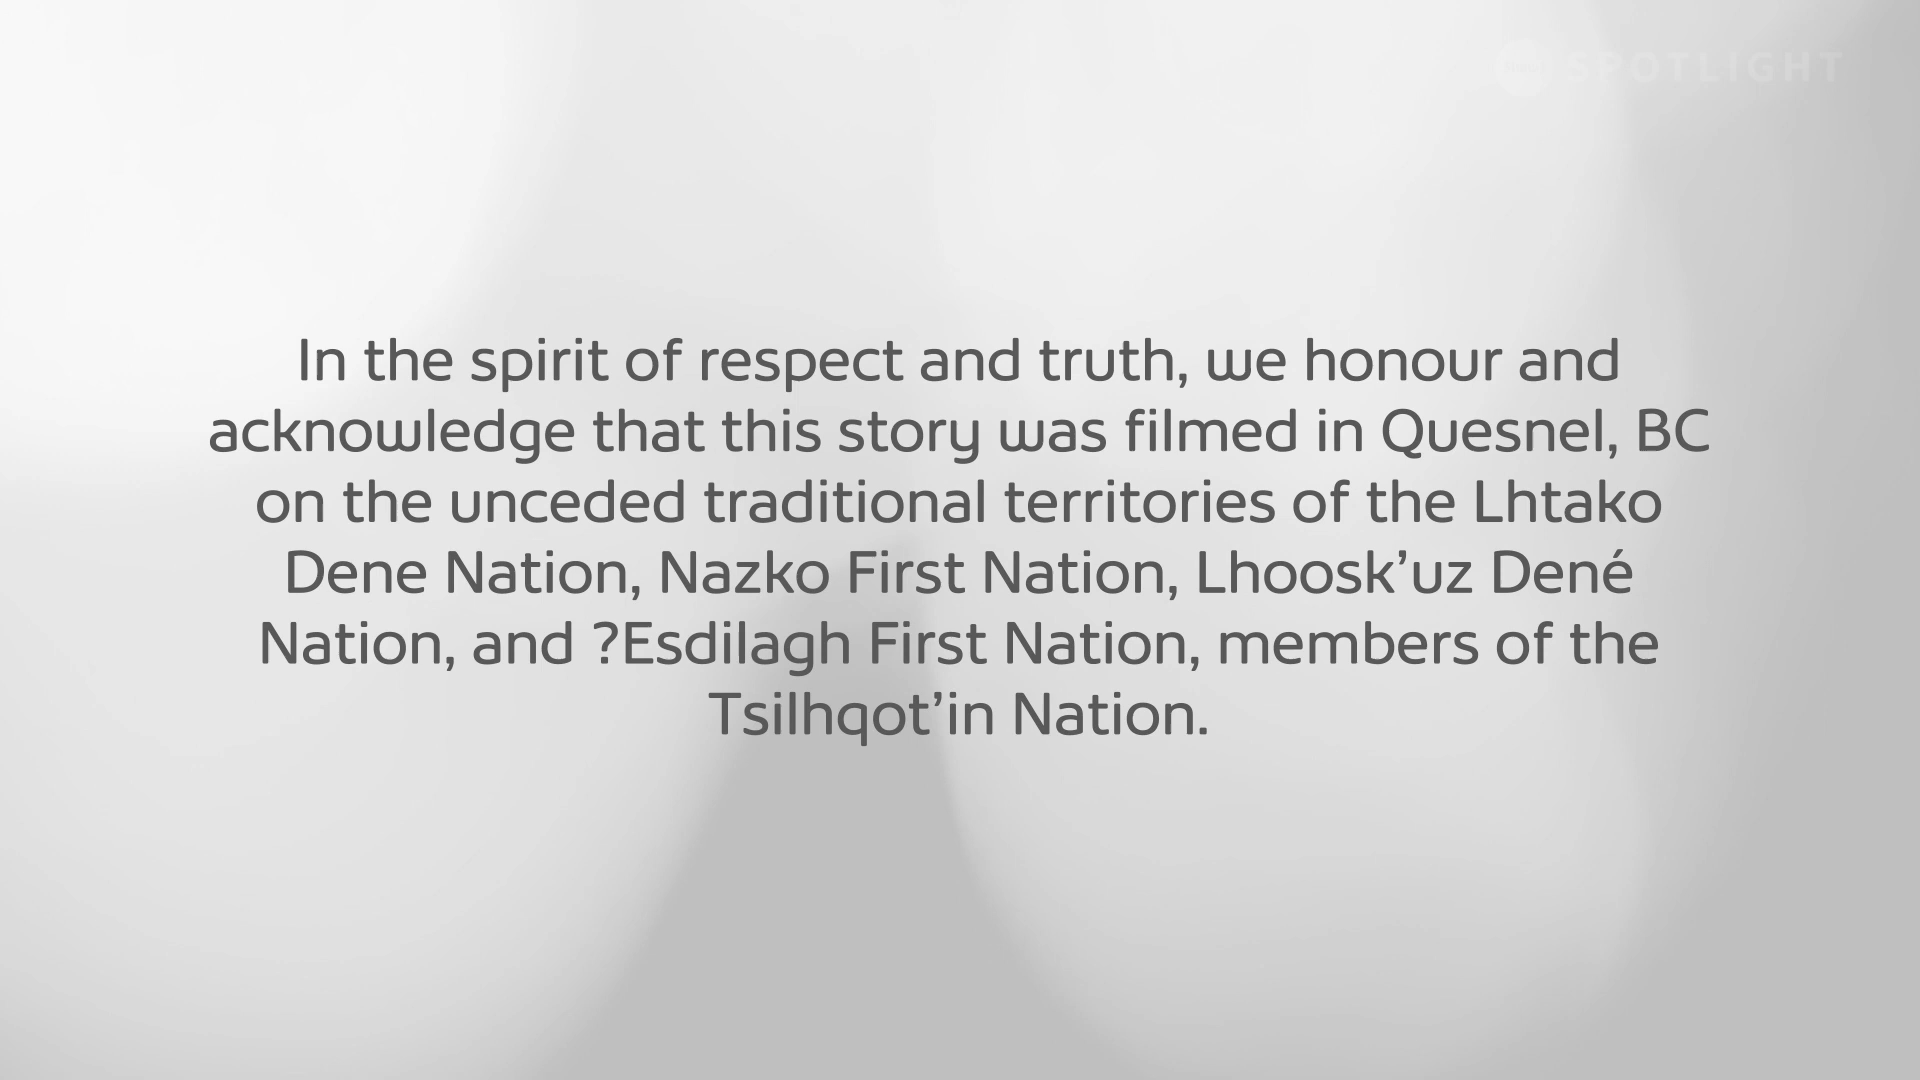 SPOTLIGHT
In the spirit of respect and truth, we honour and
acknowledge that this story was filmed in Quesnel, BC
on the unceded traditional territories of the Lhtako
Dene Nation, Nazko First Nation, Lhoosk’uz Dené
Nation, and ?Esdilagh First Nation, members of the
Tsilhqot’in Nation.